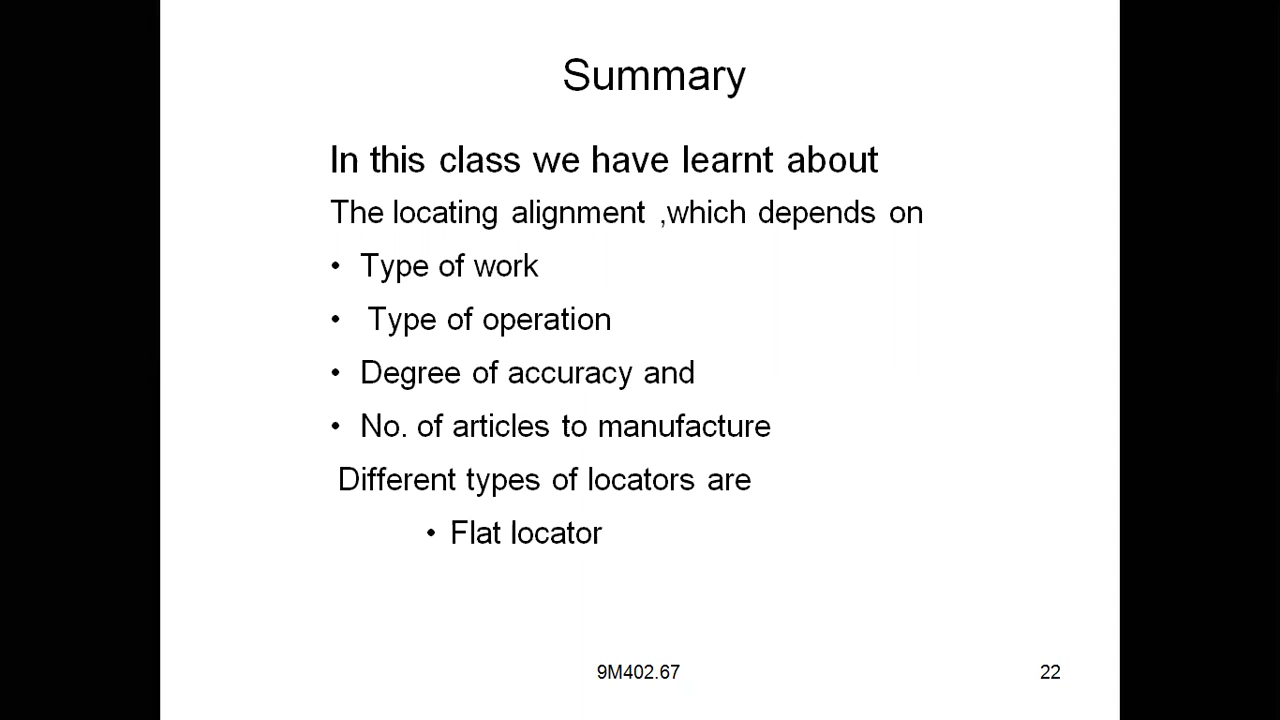 Summary
In this class we have learnt about
The locating alignment ,which depends on
• Type of work
• Type of operation
• Degree of accuracy and
• No. of articles to manufacture
Different types of locators are
• Flat locator
9M402.67
22